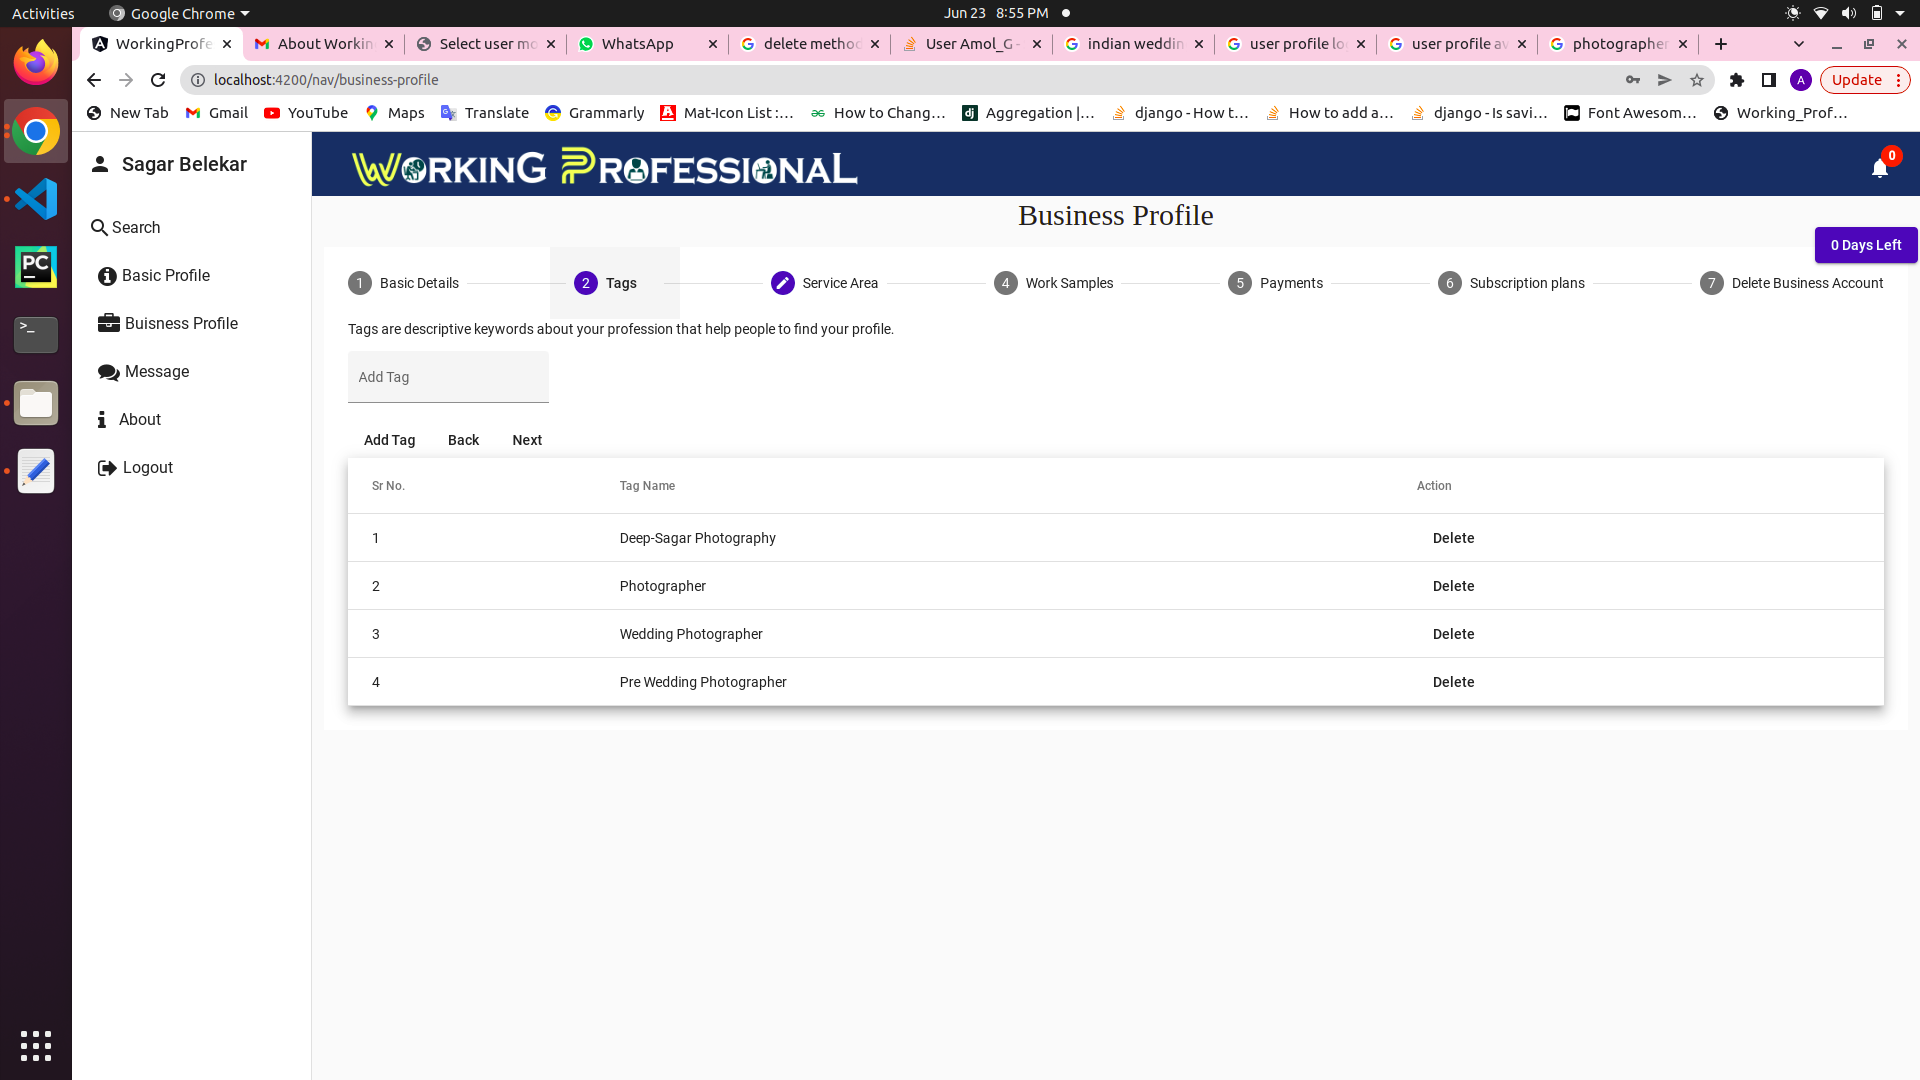 Activities Google Chrome Jun 23 8:55 PM
WorkingProfe About Workin Select user mo WhatsApp delete metho User Amol_G - indian weddin user profile lo user profile av photographer
localhost:4200/nav/business-profile A Update
New Tab Gmail YouTube Maps Translate Grammarly Mat-Icon List :... How to Chang... Aggregation |... django - How t... How to add a... django - Is savi... Font Awesom... Working_Prof...
Sagar Belekar
Search
Basic Profile
Buisness Profile
Message
About
Logout
WORKING PROFESSIONAL
0
Business Profile
0 Days Left
1 Basic Details 2 Tags Service Area 4 Work Samples 5 Payments 6 Subscription plans 7 Delete Business Account
Tags are descriptive keywords about your profession that help people to find your profile.
Add Tag
Add Tag Back Next
Sr No. Tag Name Action
1 Deep-Sagar Photography Delete
2 Photographer Delete
3 Wedding Photographer Delete
4 Pre Wedding Photographer Delete
PC
>_